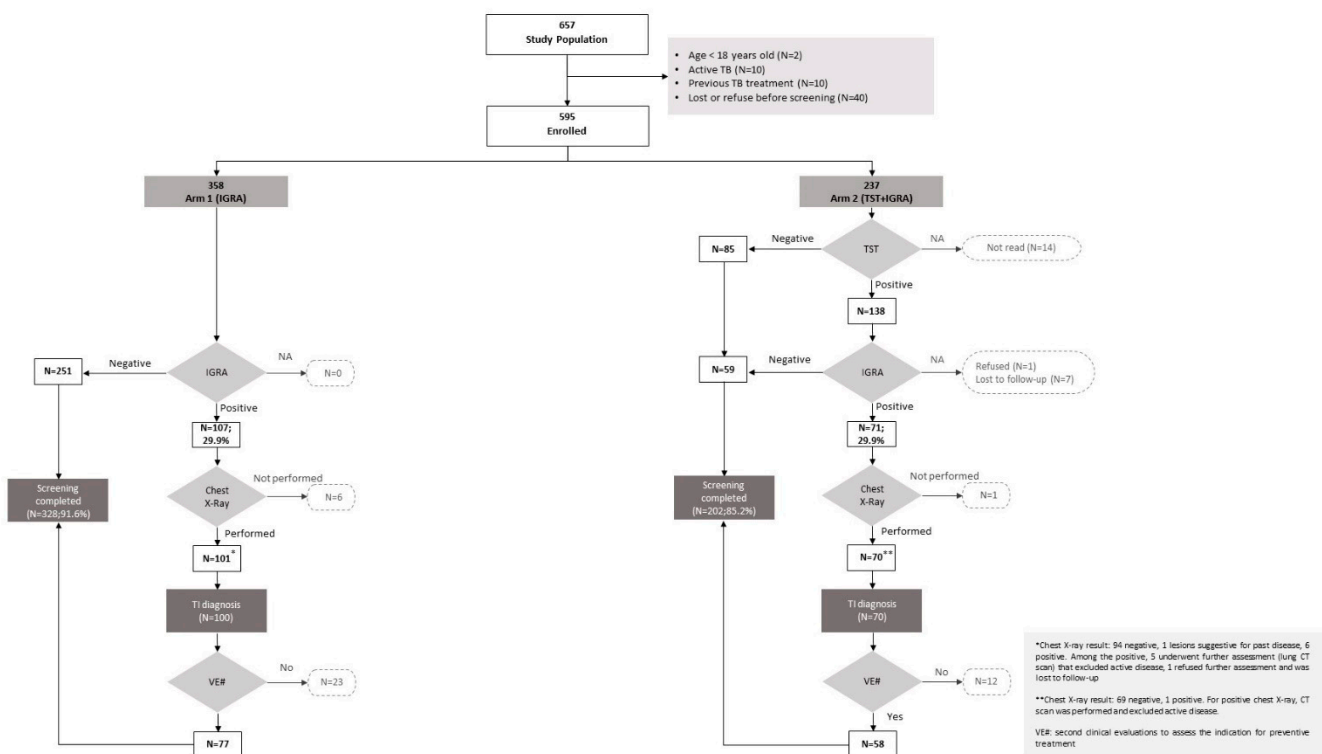 657
Study Population
• Age < 18 years old (N=2)
• Active TB (N=10)
• Previous TB treatment (N=10)
• Lost or refuse before screening (N=40)
595
Enrolled
358
Arm 1 (IGRA)
237
Arm 2 (TST+IGRA)
N=85
Negative
TST
NA
Not read (N=14)
Positive
N=138
N=251
Negative
IGRA
NA
N=0
Positive
N=107;
29.9%
N=59
Negative
IGRA
NA
Refused (N=1)
Lost to follow-up (N=7)
Positive
N=71;
29.9%
Screening
completed
(N=328;91.6%)
Chest
X-Ray
Not performed
N=6
Performed
N=101*
Screening
completed
(N=202;85.2%)
Chest
X-Ray
Not performed
N=1
Performed
N=70**
TI diagnosis
(N=100)
TI diagnosis
(N=70)
VE#
No
N=23
N=77
VE#
No
N=12
Yes
N=58
*Chest X-ray result: 94 negative, 1 lesions suggestive for past disease, 6
positive. Among the positive, 5 underwent further assessment (lung CT
scan) that excluded active disease, 1 refused further assessment and was
lost to follow-up
**Chest X-ray result: 69 negative, 1 positive. For positive chest X-ray, CT
scan was performed and excluded active disease.
VE#: second clinical evaluations to assess the indication for preventive
treatment